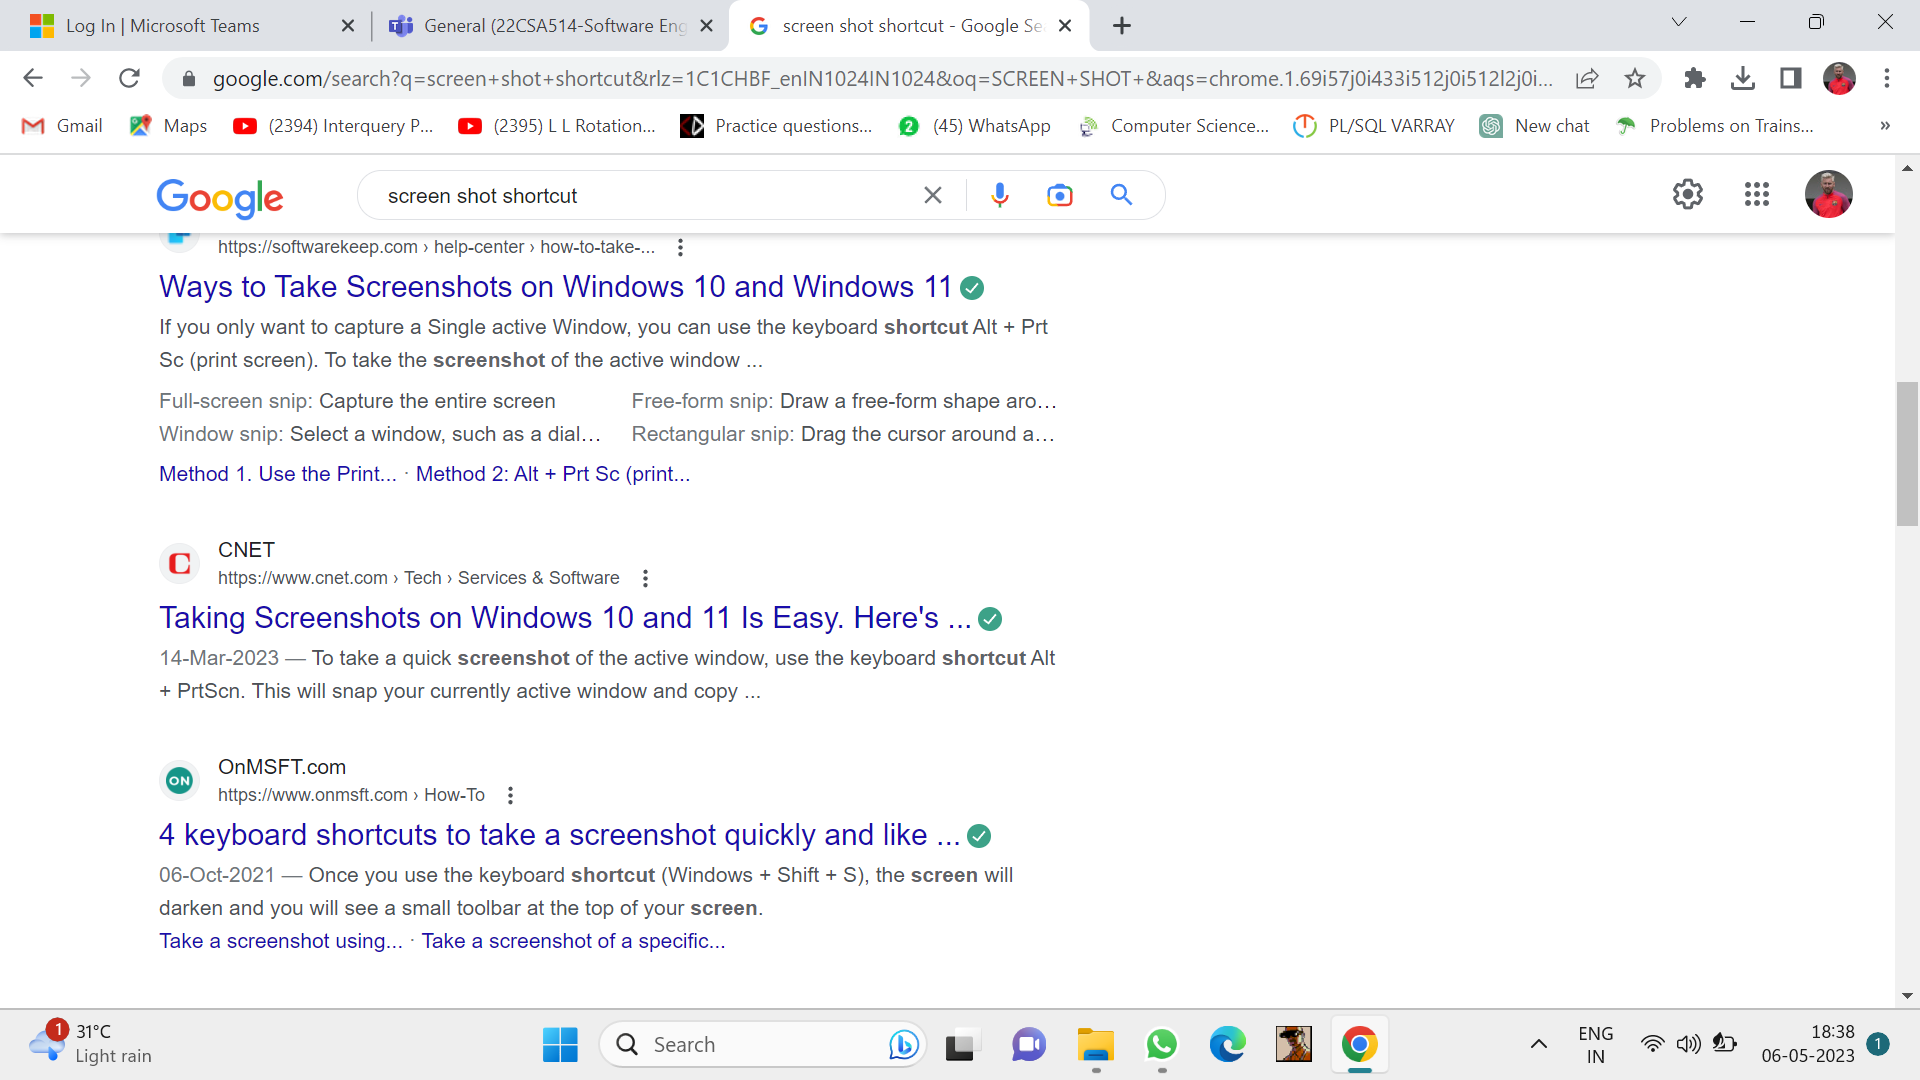 Log In | Microsoft Teams
General (22CSA514-Software Eng
screen shot shortcut - Google Se
google.com/search?q=screen+shot+shortcut&rlz=1C1CHBF_enIN1024IN1024&oq=SCREEN+SHOT+&aqs=chrome.1.69i57j0i433i512j0i512l2j0i...
Gmail
Maps
(2394) Interquery P...
(2395) L L Rotation...
Practice questions...
2
(45) WhatsApp
Computer Science...
PL/SQL VARRAY
New chat
Problems on Trains...
»
Google
screen shot shortcut
https://softwarekeep.com › help-center › how-to-take-...
Ways to Take Screenshots on Windows 10 and Windows 11
If you only want to capture a Single active Window, you can use the keyboard shortcut Alt + Prt
Sc (print screen). To take the screenshot of the active window ...
Full-screen snip: Capture the entire screen
Free-form snip: Draw a free-form shape aro...
Window snip: Select a window, such as a dial...
Rectangular snip: Drag the cursor around a...
Method 1. Use the Print... · Method 2: Alt + Prt Sc (print...
CNET
https://www.cnet.com › Tech › Services & Software
Taking Screenshots on Windows 10 and 11 Is Easy. Here's ...
14-Mar-2023 — To take a quick screenshot of the active window, use the keyboard shortcut Alt
+ PrtScn. This will snap your currently active window and copy ...
ON
OnMSFT.com
https://www.onmsft.com › How-To
4 keyboard shortcuts to take a screenshot quickly and like ...
06-Oct-2021 — Once you use the keyboard shortcut (Windows + Shift + S), the screen will
darken and you will see a small toolbar at the top of your screen.
Take a screenshot using... · Take a screenshot of a specific...
1
31°C
Light rain
Search
ENG
IN
18:38
06-05-2023
1